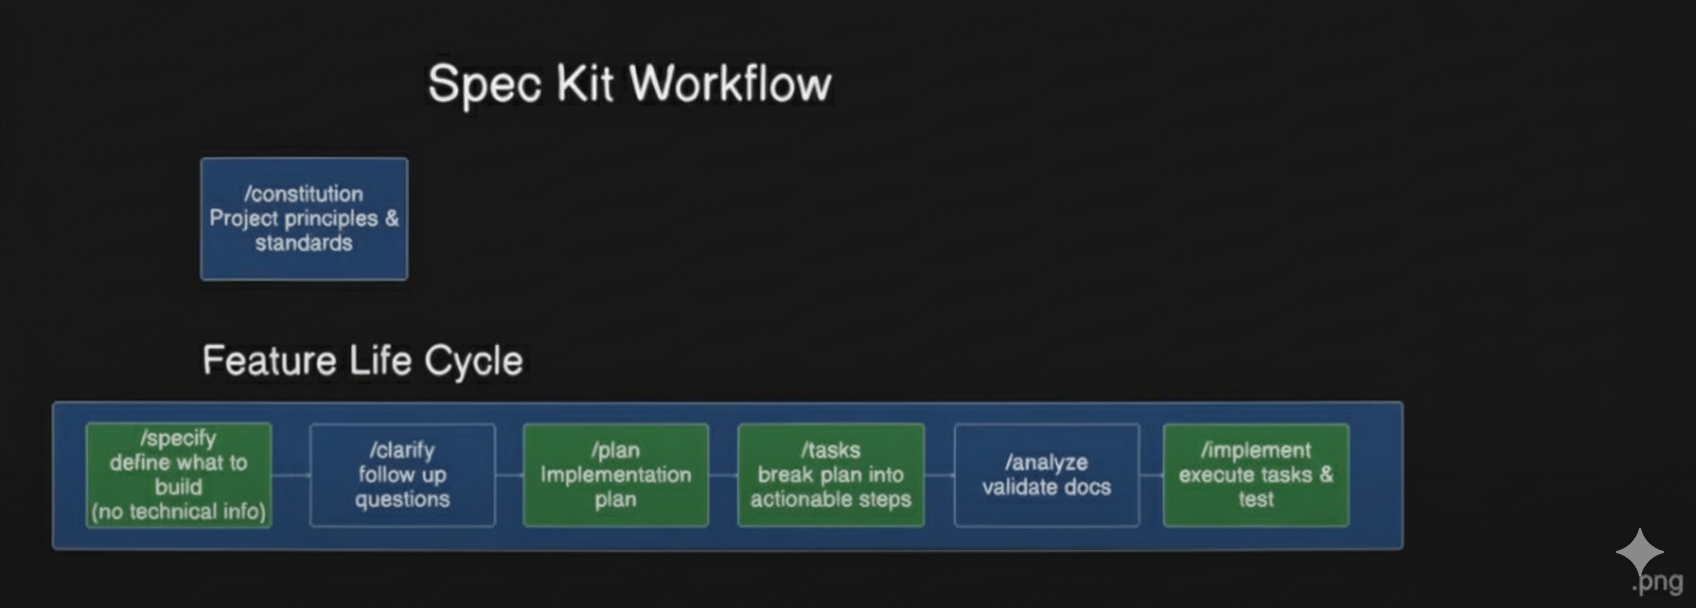 Spec Kit Workflow
/constitution
Project principles &
standards
Feature Life Cycle
/specify
define what to
build
(no technical info)
/clarify
follow up
questions
/plan
Implementation
plan
/tasks
break plan into
actionable steps
/analyze
validate docs
/implement
execute tasks &
test
.png